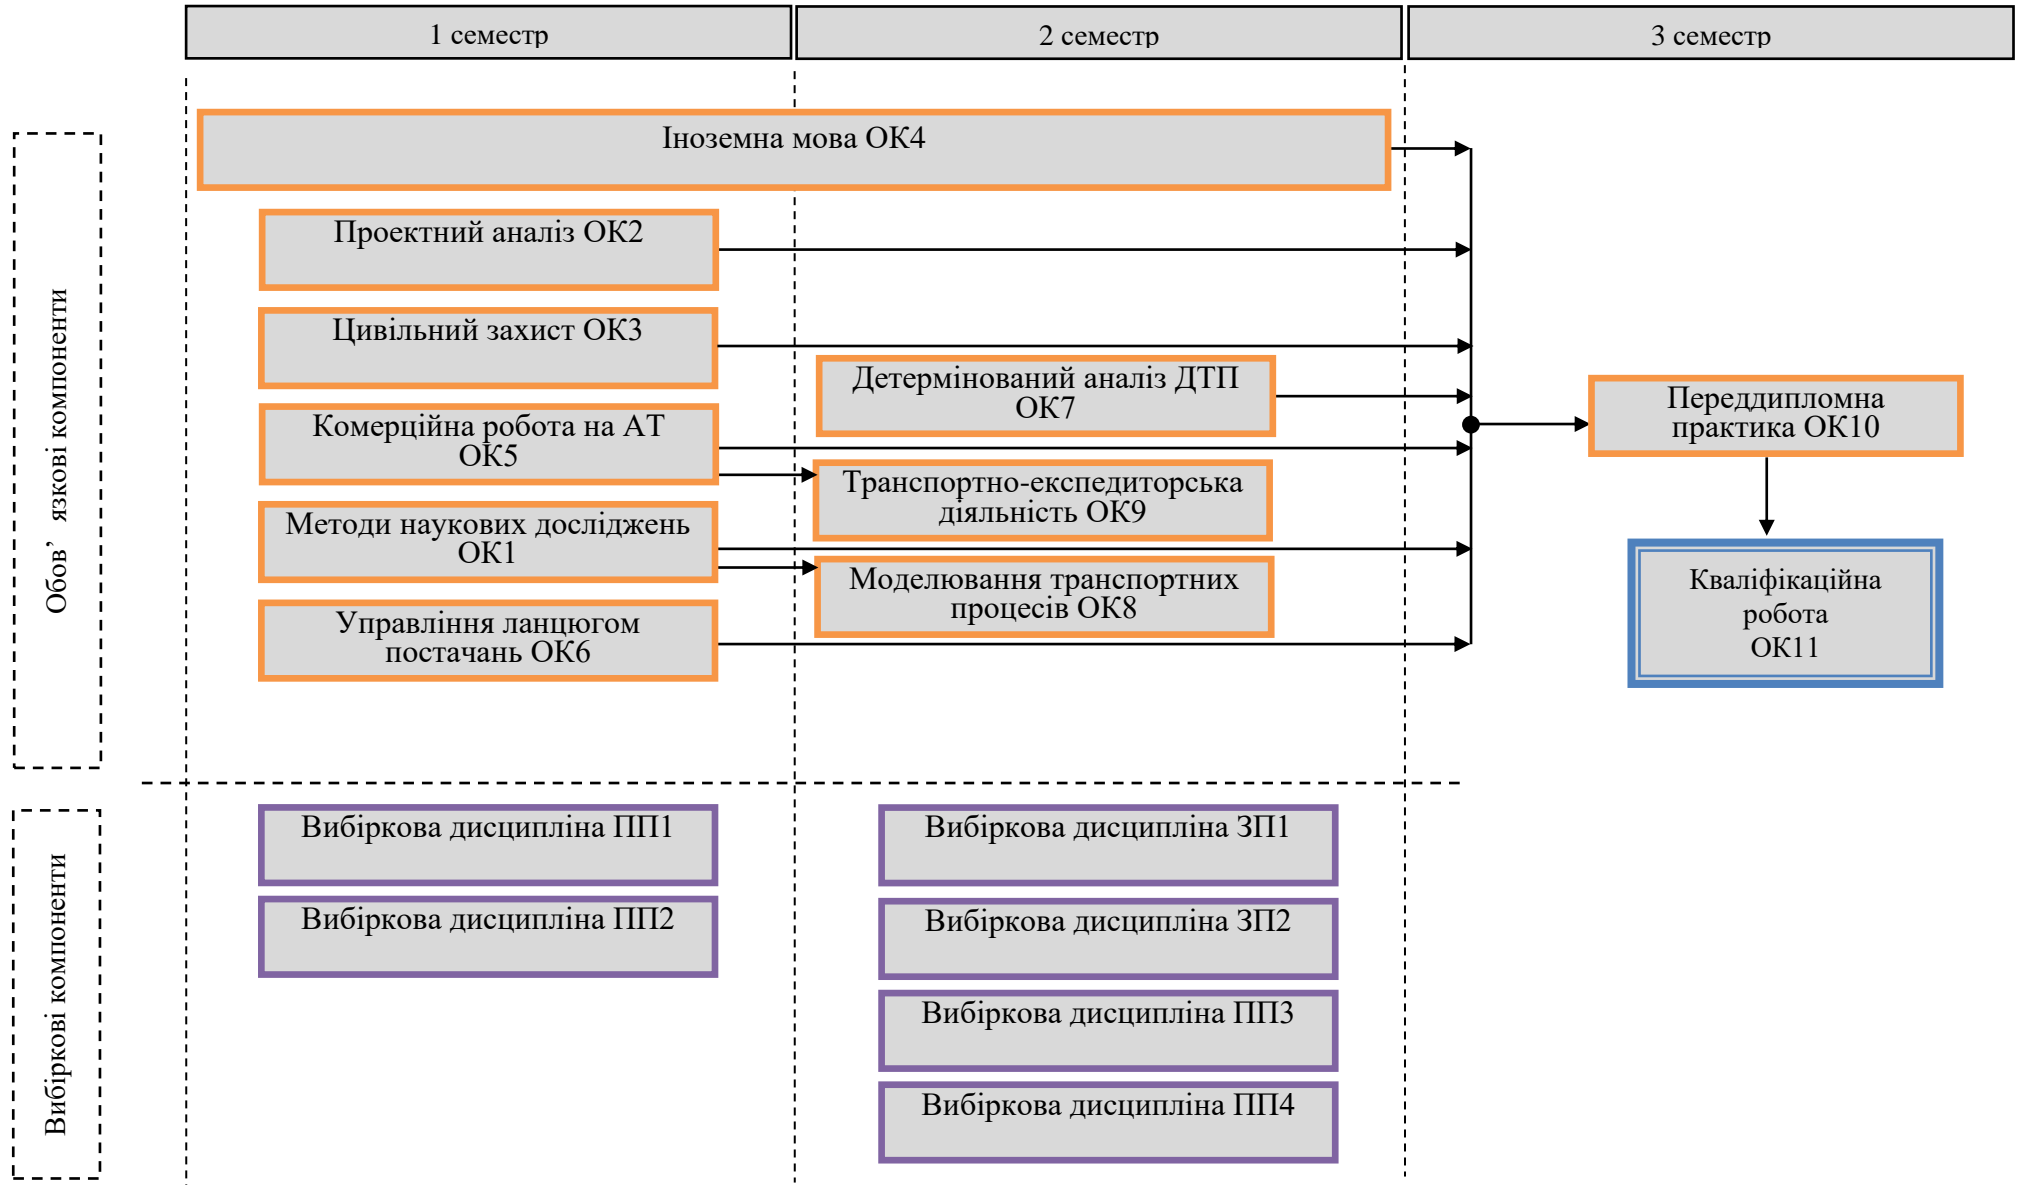 1 семестр
2 семестр
3 семестр
Обов’ язкові компоненти
Іноземна мова ОК4
Проектний аналіз ОК2
Цивільний захист ОК3
Комерційна робота на АТ
ОК5
Методи наукових досліджень
ОК1
Управління ланцюгом
постачань ОК6
Детермінований аналіз ДТП
ОК7
Транспортно-експедиторська
діяльність ОК9
Моделювання транспортних
процесів ОК8
Переддипломна
практика ОК10
Кваліфікаційна
робота
ОК11
Вибіркові компоненти
Вибіркова дисципліна ПП1
Вибіркова дисципліна ПП2
Вибіркова дисципліна ЗП1
Вибіркова дисципліна ЗП2
Вибіркова дисципліна ПП3
Вибіркова дисципліна ПП4